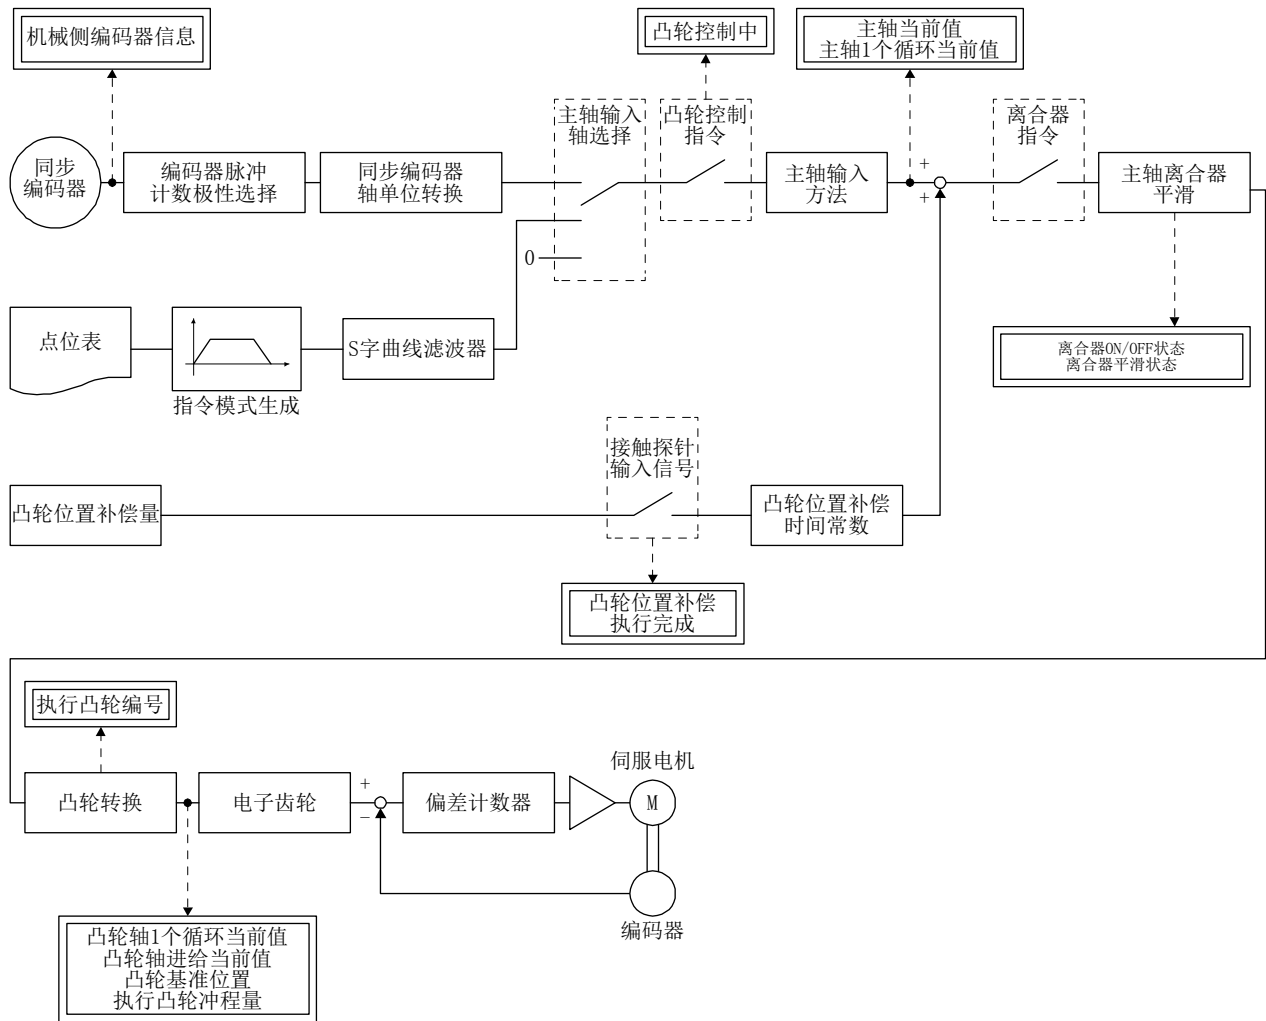 机械侧编码器信息
凸轮控制中
主轴当前值
主轴1个循环当前值
主轴输入
轴选择
凸轮控制
指令
离合器
指令
同步
编码器
编码器脉冲
计数极性选择
同步编码器
轴单位转换
主轴输入
方法
+
+
主轴离合器
平滑
0
点位表
S字曲线滤波器
指令模式生成
离合器ON/OFF状态
离合器平滑状态
接触探针
输入信号
凸轮位置补偿量
凸轮位置补偿
时间常数
凸轮位置补偿
执行完成
执行凸轮编号
伺服电机
凸轮转换
电子齿轮
+
−
偏差计数器
M
编码器
凸轮轴1个循环当前值
凸轮轴进给当前值
凸轮基准位置
执行凸轮冲程量